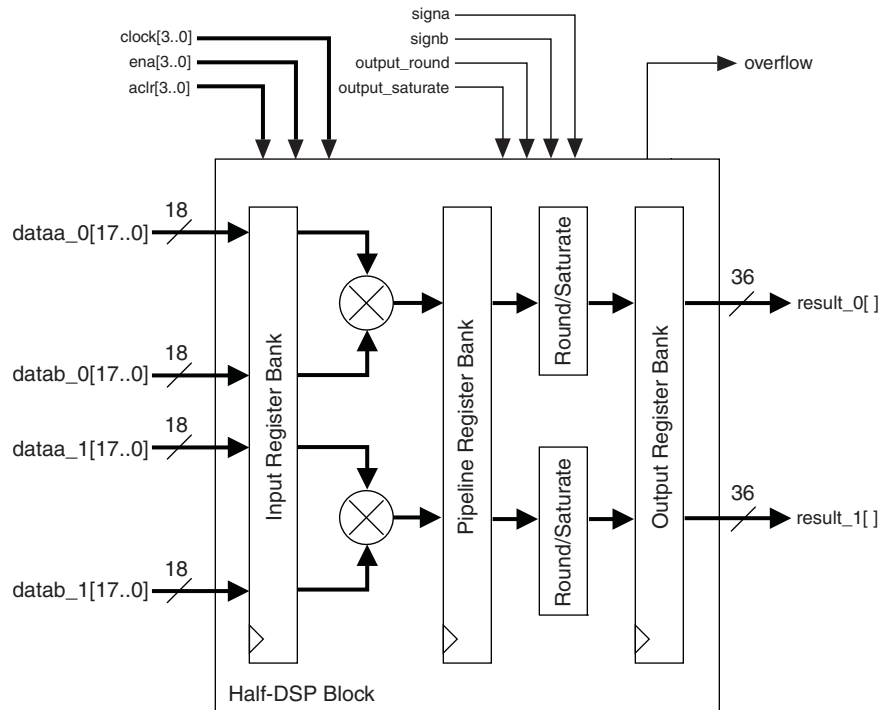 signa
clock[3..0]
signb
ena[3..0]
output_round
overflow
aclr[3..0]
output_saturate
18
dataa_0[17..0]
36
result_0[ ]
18
datab_0[17..0]
18
dataa_1[17..0]
36
result_1[ ]
18
datab_1[17..0]
Input Register Bank
Pipeline Register Bank
Round/Saturate
Round/Saturate
Output Register Bank
Half-DSP Block